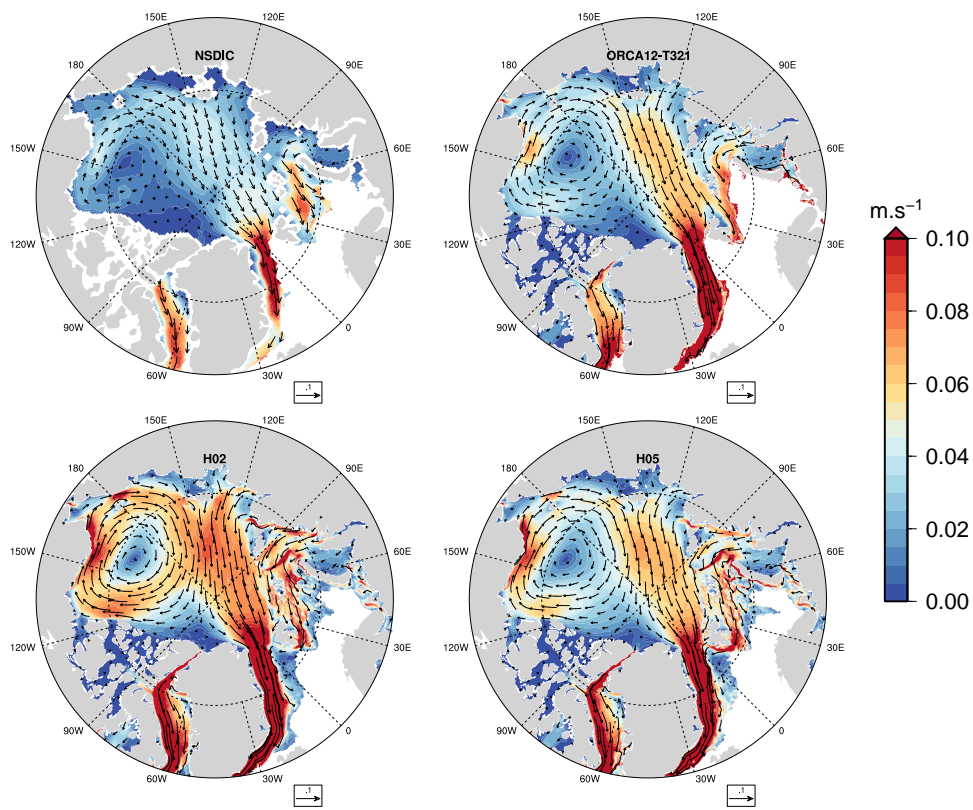 150E
120E
150E
120E
180
NSDIC
90E
180
ORCA12-T321
90E
150W
60E
150W
60E
m.s−1
120W
30E
120W
30E
0.10
0.08
90W
0
90W
0
0.06
60W
30W
60W
30W
.1
.1
0.04
150E
120E
150E
120E
180
H02
90E
180
H05
90E
0.02
150W
60E
150W
60E
0.00
120W
30E
120W
30E
90W
0
90W
0
60W
30W
60W
30W
.1
.1